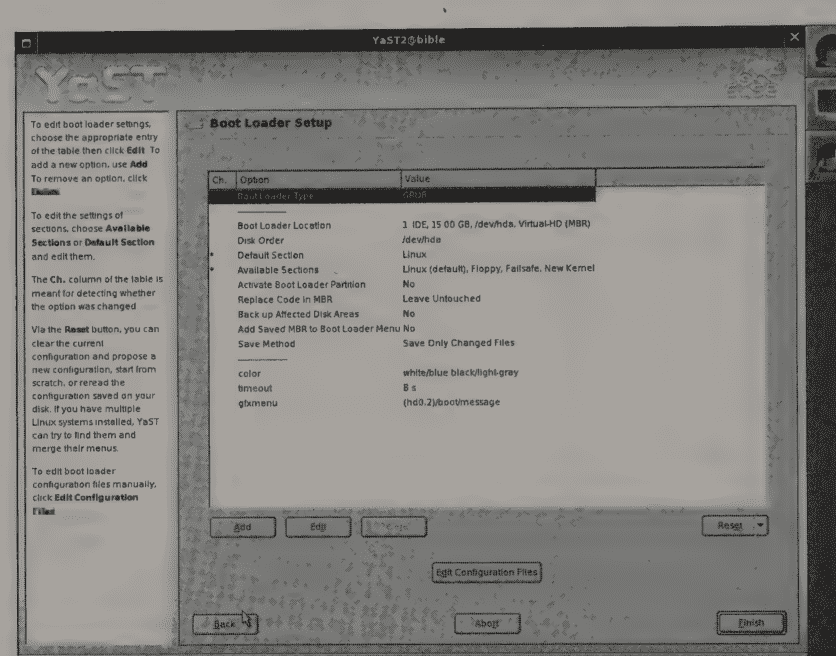 YaST2@bible
YaST
To edit boot loader settings,
choose the appropriate entry
of the table then click Edit. To
add a new option, use Add
To remove an option, click
Delete.
To edit the settings of
sections, choose Available
Sections or Default Section
and edit them.
The Ch. column of the table is
meant for detecting whether
the option was changed
Via the Reset button, you can
clear the current
configuration and propose a
new configuration, start from
scratch, or reread the
configuration saved on your
disk. If you have multiple
Linux systems installed, YaST
can try to find them and
merge their menus.
To edit boot loader
configuration files manually,
click Edit Configuration
Files
Boot Loader Setup
Ch. Option Value
Boot Loader Type GRUB
Boot Loader Location 1. IDE, 15 00 GB, /dev/hda, Virtual-HD (MBR)
Disk Order /dev/hda
* Default Section Linux
* Available Sections Linux (default), Floppy, Failsafe, New Kernel
Activate Boot Loader Partition No
Replace Code in MBR Leave Untouched
Back up Affected Disk Areas No
Add Saved MBR to Boot Loader Menu No
Save Method Save Only Changed Files
color white/blue black/light-gray
timeout 8 s
gfxmenu (hd0.2)/boot/message
Add Edit Reset
Edit Configuration Files
Back Abort Finish